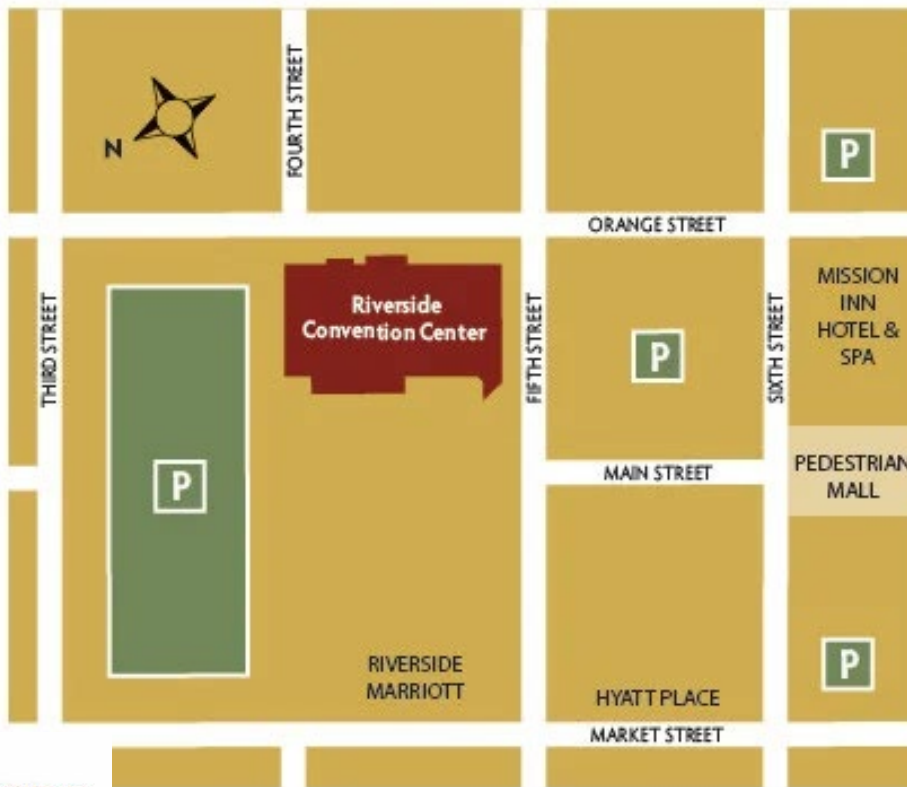 FOURTH STREET
N
P
ORANGE STREET
Riverside
Convention Center
MISSION
INN
HOTEL &
SPA
THIRD STREET
FIFTH STREET
P
SIXTH STREET
P
MAIN STREET
PEDESTRIAN
MALL
RIVERSIDE
MARRIOTT
P
HYATT PLACE
MARKET STREET